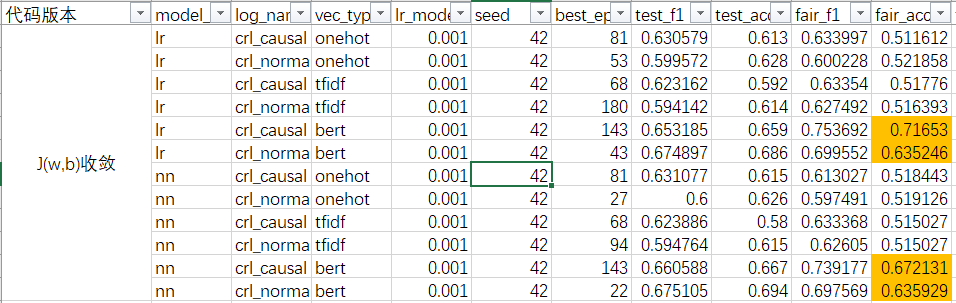 代码版本 model_ log_nar vec_typ lr_mode seed best_ep test_f1 test_acc fair_f1 fair_acc
lr crl_causal onehot 0.001 42 81 0.630579 0.613 0.633997 0.511612
lr crl_norma onehot 0.001 42 53 0.599572 0.628 0.600228 0.521858
lr crl_causal tfidf 0.001 42 68 0.623162 0.592 0.63354 0.51776
lr crl_norma tfidf 0.001 42 180 0.594142 0.614 0.627492 0.516393
lr crl_causal bert 0.001 42 143 0.653185 0.659 0.753692 0.71653
lr crl_norma bert 0.001 42 43 0.674897 0.686 0.699552 0.635246
J(w,b)收敛
nn crl_causal onehot 0.001 42 81 0.631077 0.615 0.613027 0.518443
nn crl_norma onehot 0.001 42 27 0.6 0.626 0.597491 0.519126
nn crl_causal tfidf 0.001 42 68 0.623886 0.58 0.633368 0.515027
nn crl_norma tfidf 0.001 42 94 0.594764 0.615 0.62605 0.515027
nn crl_causal bert 0.001 42 143 0.660588 0.667 0.739177 0.672131
nn crl_norma bert 0.001 42 22 0.675105 0.694 0.697569 0.635929